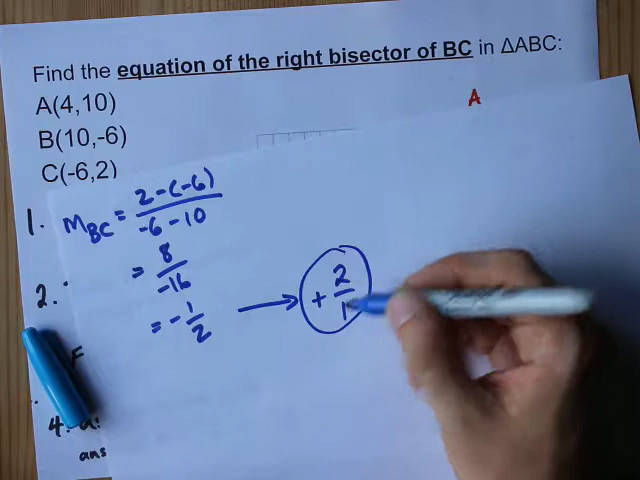 Find the equation of the right bisector of BC in ΔABC:
A(4,10)
A
B(10,-6)
C(-6,2)
1. MBC = 2-(-6) / -6-10
= 8 / -16
2.
= - 1/2 → + 2/1
F
4. a:
ans